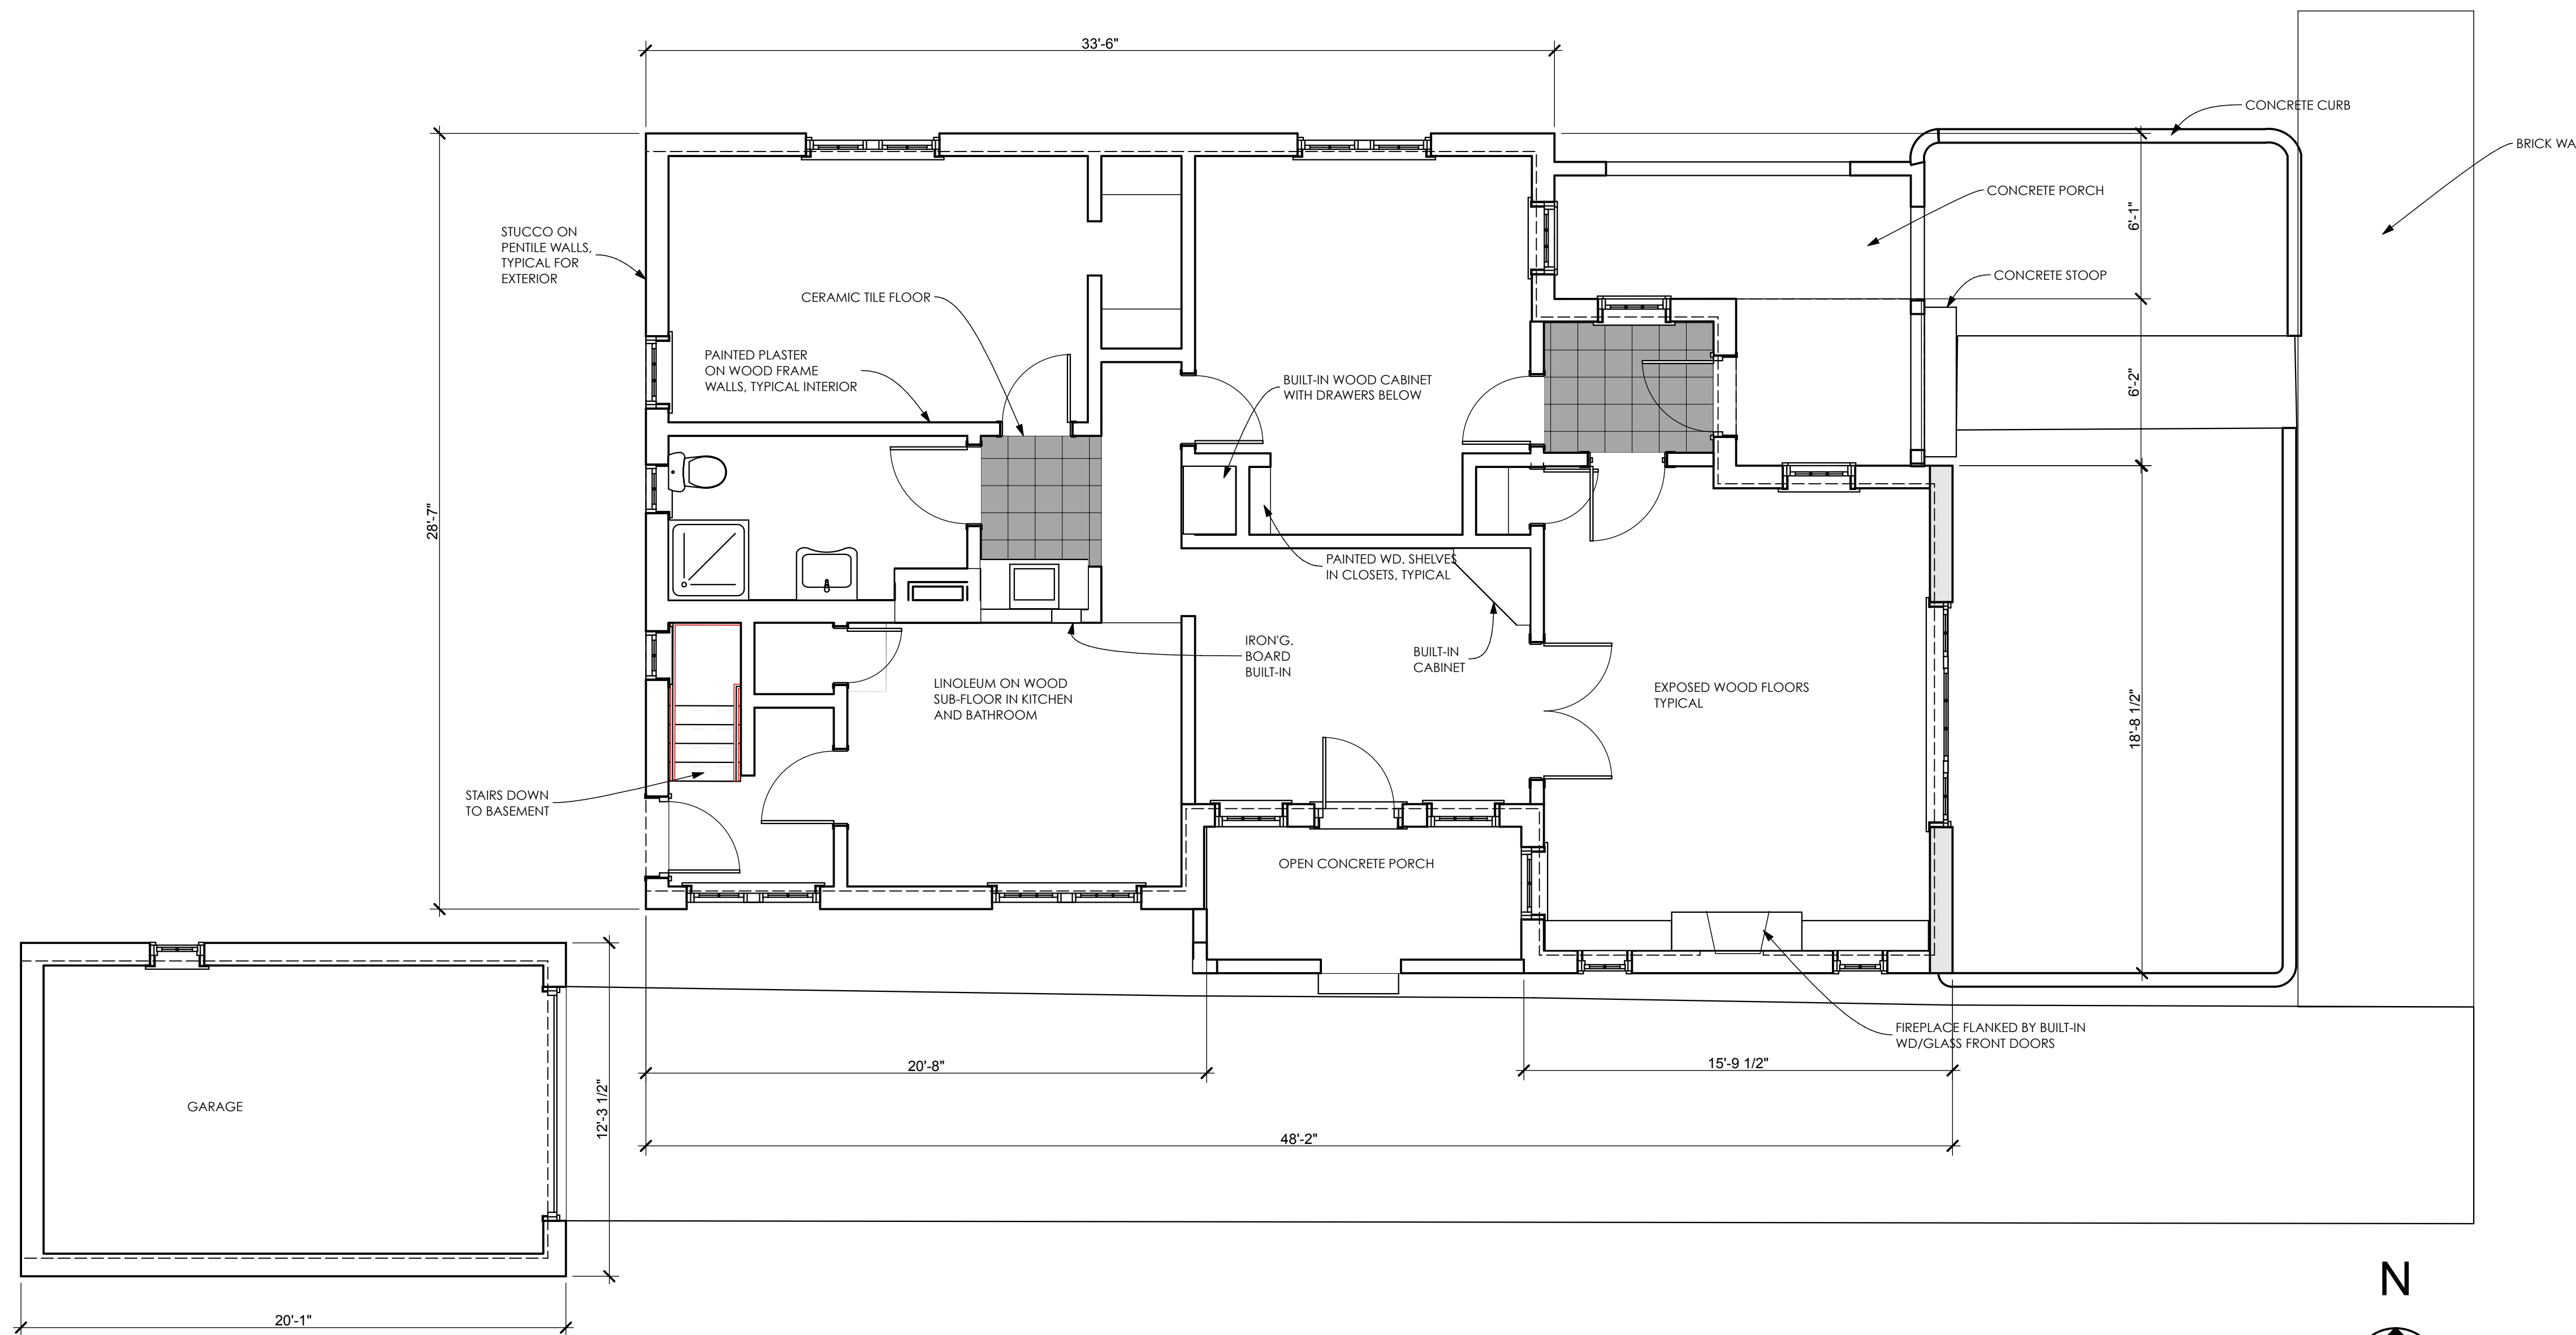 33'-6"
CONCRETE CURB
BRICK WA
CONCRETE PORCH
6'-1"
STUCCO ON
PENTILE WALLS,
TYPICAL FOR
EXTERIOR
CONCRETE STOOP
CERAMIC TILE FLOOR
PAINTED PLASTER
ON WOOD FRAME
WALLS, TYPICAL INTERIOR
BUILT-IN WOOD CABINET
WITH DRAWERS BELOW
6'-2"
28'-7"
PAINTED WD. SHELVES
IN CLOSETS, TYPICAL
IRON'G.
BOARD
BUILT-IN
BUILT-IN
CABINET
LINOLEUM ON WOOD
SUB-FLOOR IN KITCHEN
AND BATHROOM
EXPOSED WOOD FLOORS
TYPICAL
18'-8 1/2"
STAIRS DOWN
TO BASEMENT
OPEN CONCRETE PORCH
FIREPLACE FLANKED BY BUILT-IN
WD/GLASS FRONT DOORS
20'-8"
15'-9 1/2"
GARAGE
12'-3 1/2"
48'-2"
N
20'-1"